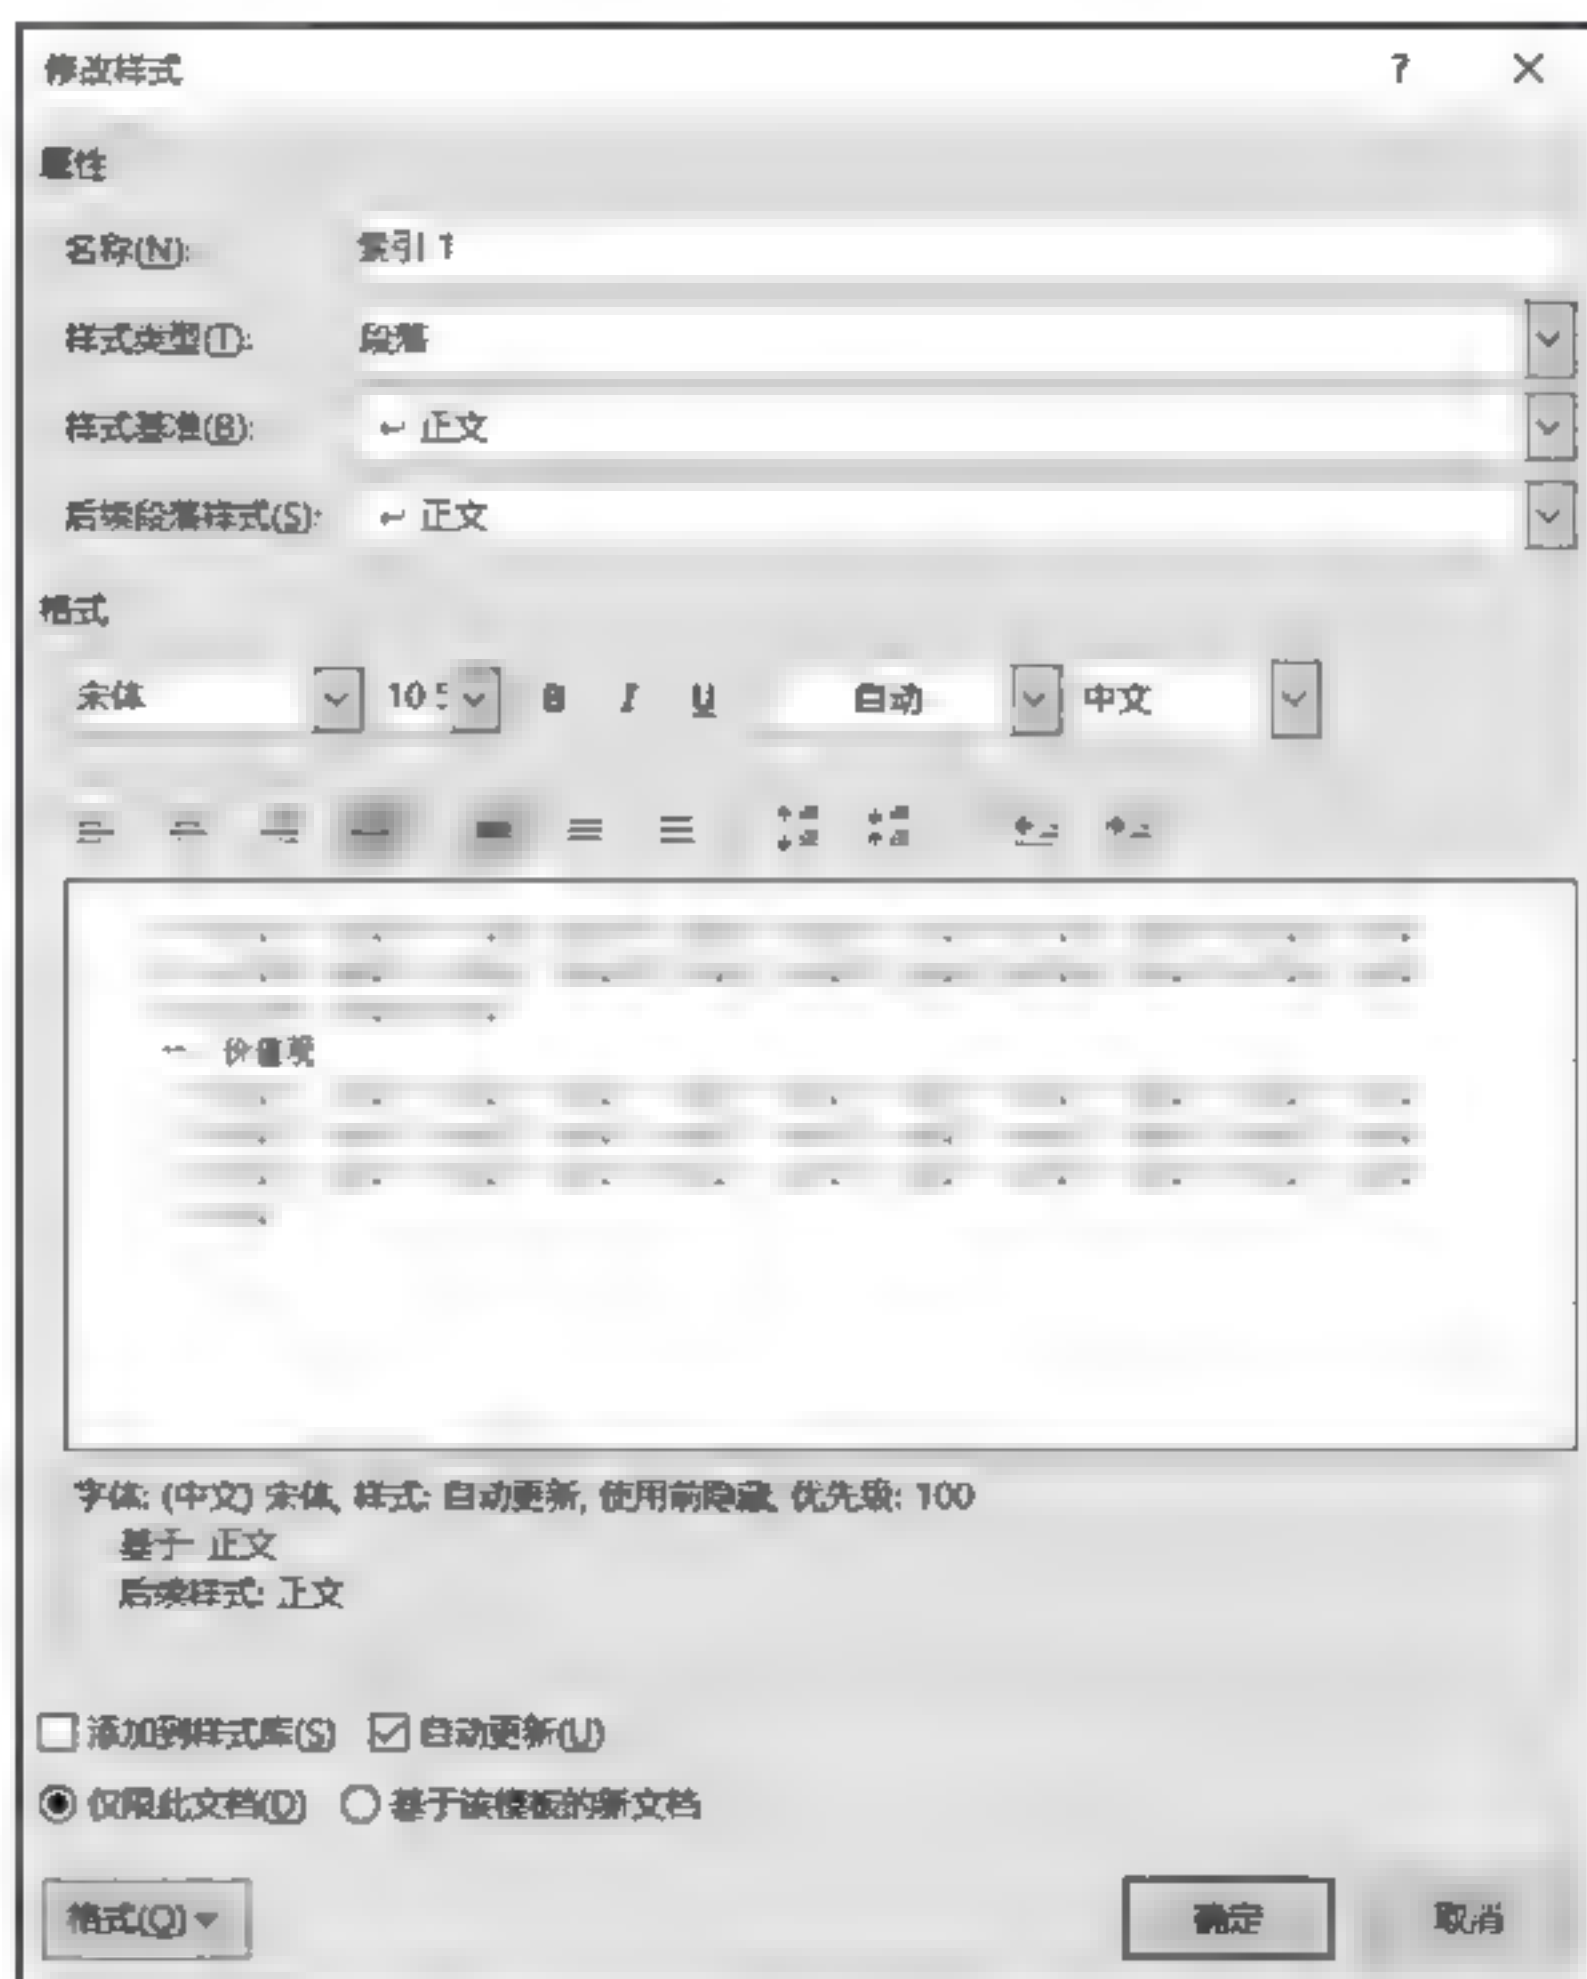 修改样式 ? ×
属性
名称(N): 索引 1
样式类型(T): 段落
样式基准(B): ↵ 正文
后续段落样式(S): ↵ 正文
格式
宋体 10.5 B I U 自动 中文
价值观
字体: (中文) 宋体, 样式: 自动更新, 使用前隐藏, 优先级: 100
基于: 正文
后续样式: 正文
添加到样式库(S) 自动更新(U)
仅限此文档(D) 基于该模板的新文档
格式(O) 确定 取消